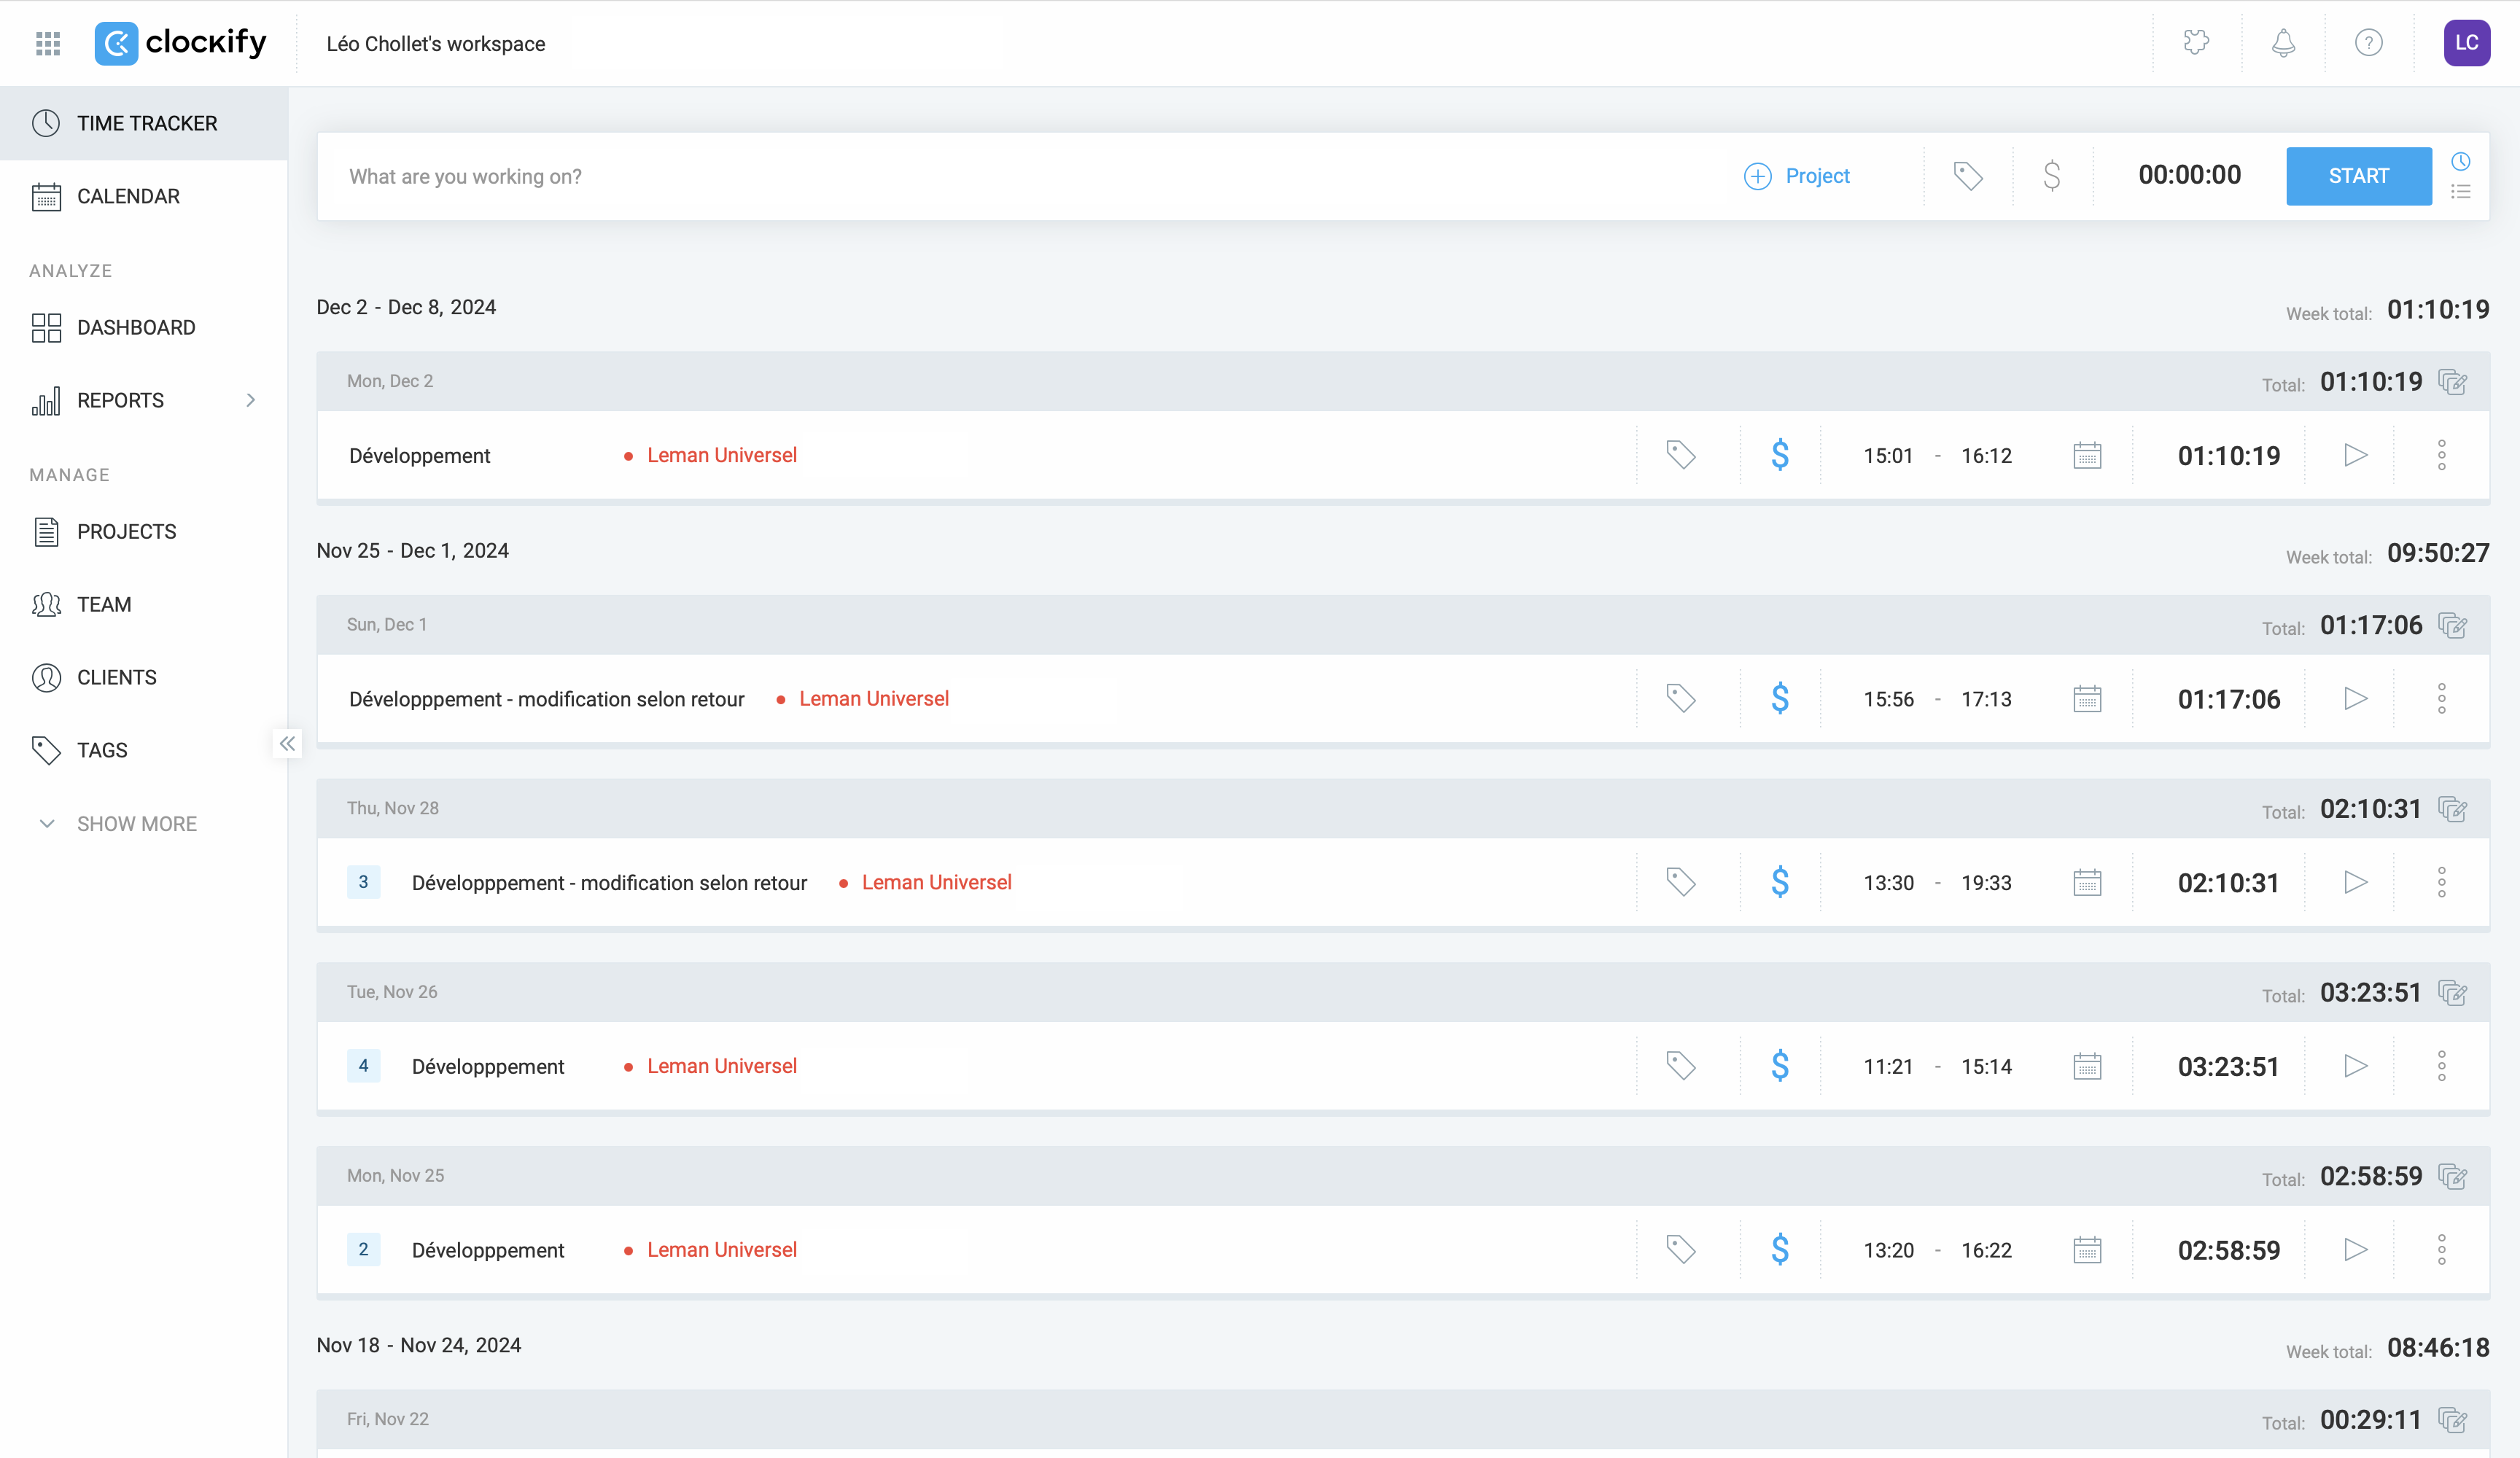 clockify
Léo Chollet's workspace
?
LC
TIME TRACKER
CALENDAR
ANALYZE
DASHBOARD
REPORTS
MANAGE
PROJECTS
TEAM
CLIENTS
TAGS
SHOW MORE
What are you working on? Project $ 00:00:00 START
Dec 2 - Dec 8, 2024 Week total: 01:10:19
Mon, Dec 2 Total: 01:10:19
Développement • Leman Universel $ 15:01 - 16:12 01:10:19
Nov 25 - Dec 1, 2024 Week total: 09:50:27
Sun, Dec 1 Total: 01:17:06
Développpement - modification selon retour • Leman Universel $ 15:56 - 17:13 01:17:06
Thu, Nov 28 Total: 02:10:31
3 Développpement - modification selon retour • Leman Universel $ 13:30 - 19:33 02:10:31
Tue, Nov 26 Total: 03:23:51
4 Développpement • Leman Universel $ 11:21 - 15:14 03:23:51
Mon, Nov 25 Total: 02:58:59
2 Développpement • Leman Universel $ 13:20 - 16:22 02:58:59
Nov 18 - Nov 24, 2024 Week total: 08:46:18
Fri, Nov 22 Total: 00:29:11